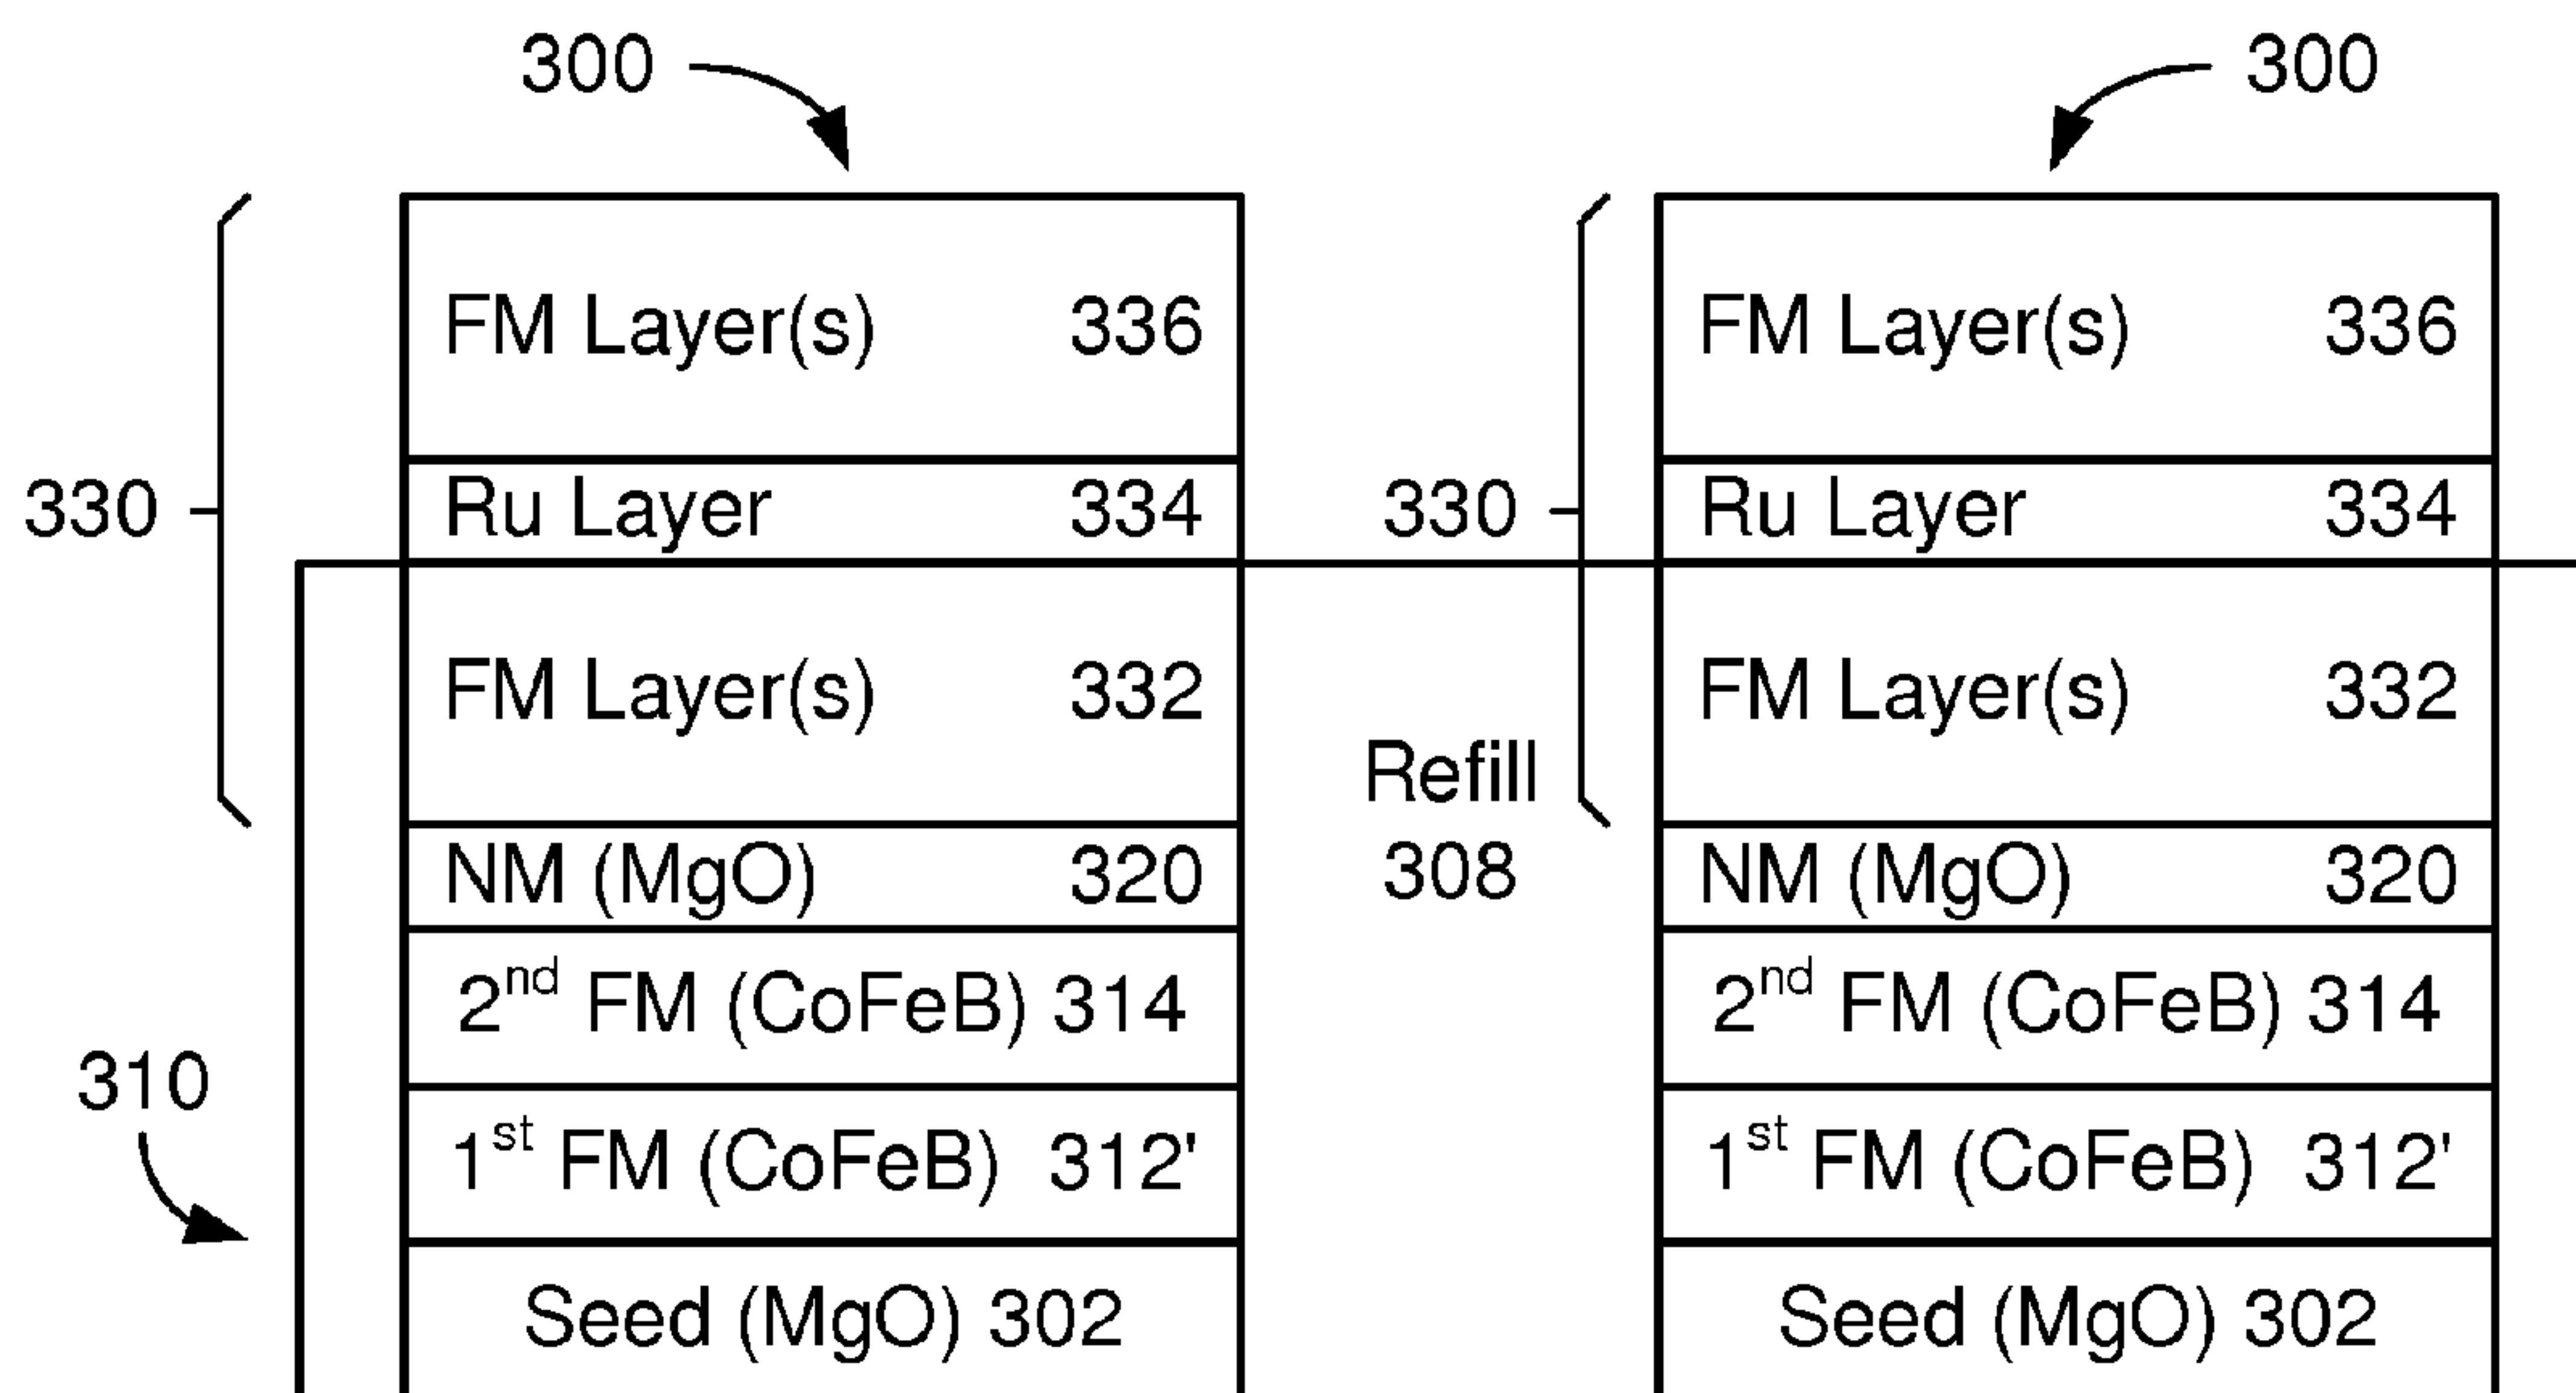 300 300
FM Layer(s) 336 FM Layer(s) 336
330 Ru Layer 334 330 Ru Layer 334
FM Layer(s) 332 FM Layer(s) 332
Refill
NM (MgO) 320 308 NM (MgO) 320
2nd FM (CoFeB) 314 2nd FM (CoFeB) 314
310
1st FM (CoFeB) 312' 1st FM (CoFeB) 312'
Seed (MgO) 302 Seed (MgO) 302